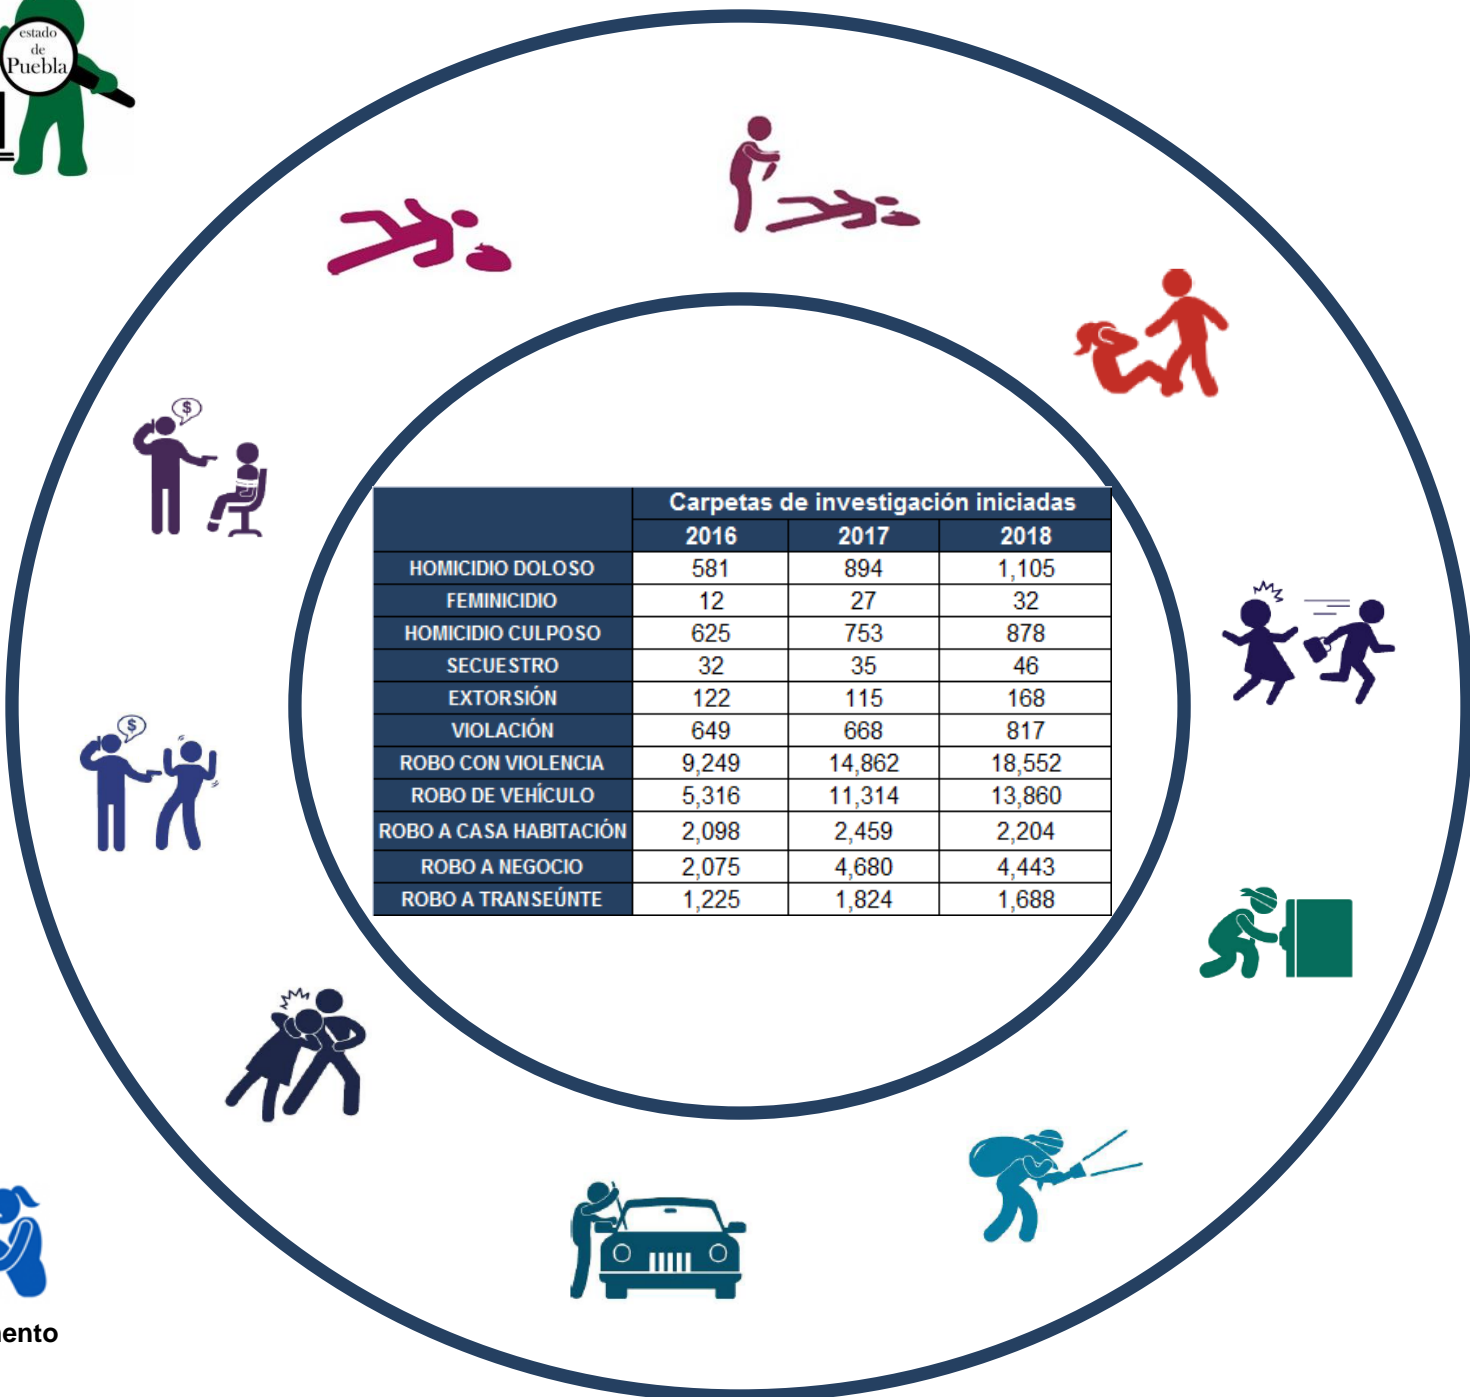 estado
de
Puebla
$
$
Carpetas de investigación iniciadas
2016 2017 2018
HOMICIDIO DOLOSO 581 894 1,105
FEMINICIDIO 12 27 32
HOMICIDIO CULPOSO 625 753 878
SECUESTRO 32 35 46
EXTORSIÓN 122 115 168
VIOLACIÓN 649 668 817
ROBO CON VIOLENCIA 9,249 14,862 18,552
ROBO DE VEHÍCULO 5,316 11,314 13,860
ROBO A CASA HABITACIÓN 2,098 2,459 2,204
ROBO A NEGOCIO 2,075 4,680 4,443
ROBO A TRANSEÚNTE 1,225 1,824 1,688